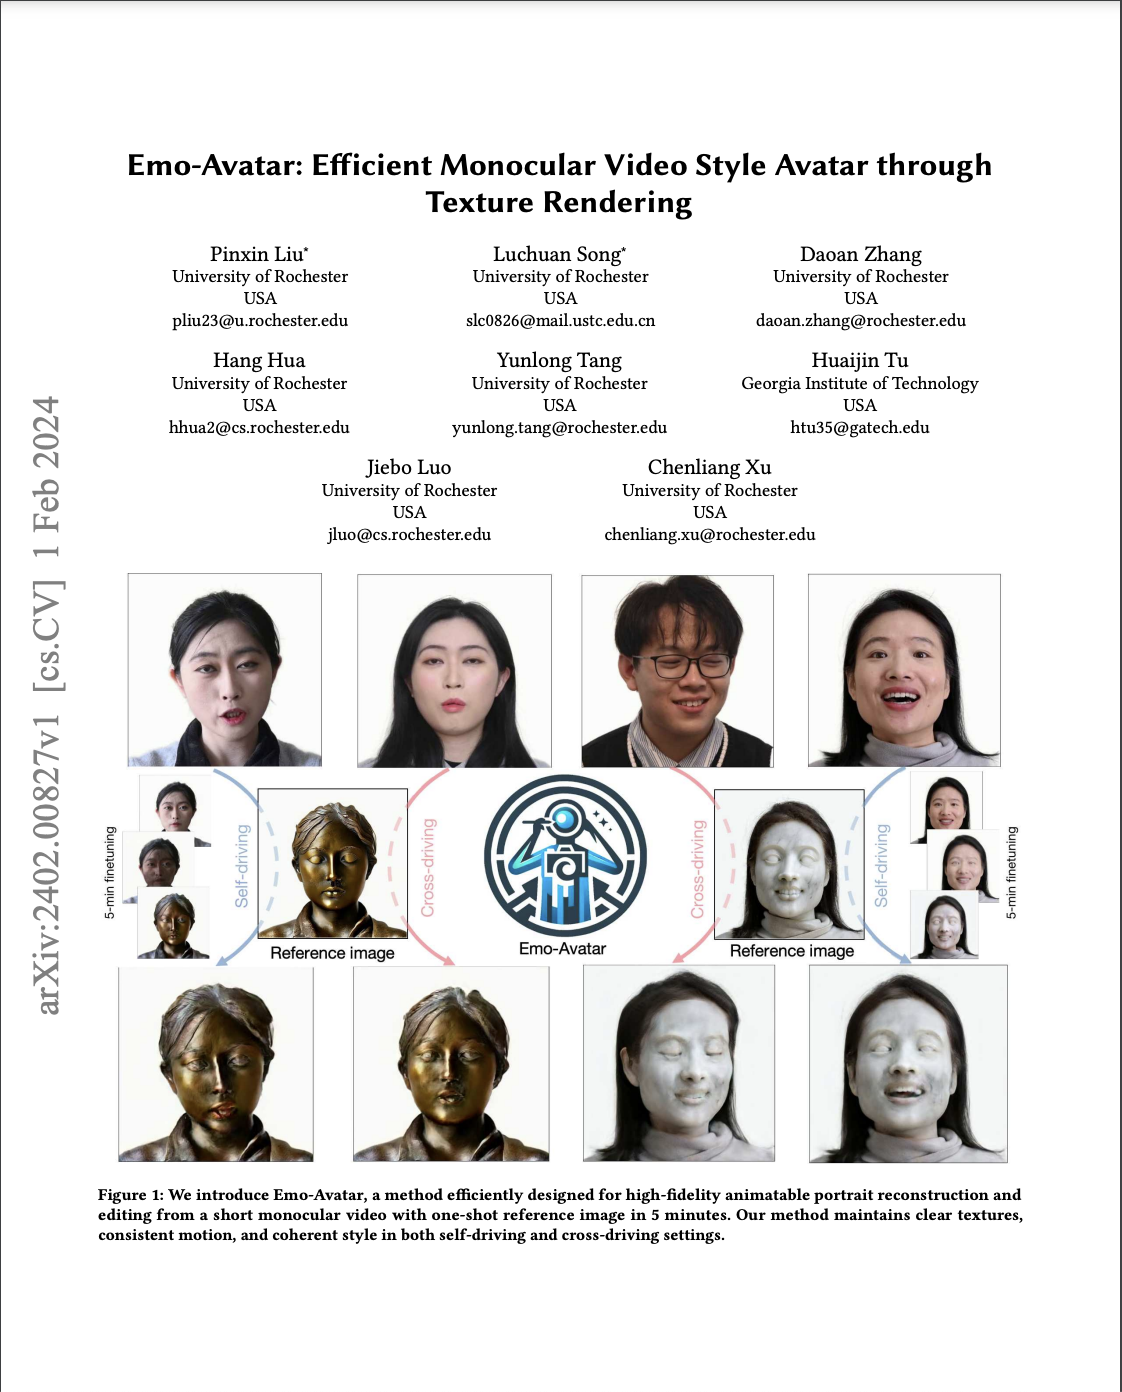 Emo-Avatar: Efficient Monocular Video Style Avatar through
Texture Rendering
Pinxin Liu*
University of Rochester
USA
pliu23@u.rochester.edu
Luchuan Song*
University of Rochester
USA
slc0826@mail.ustc.edu.cn
Daoan Zhang
University of Rochester
USA
daoan.zhang@rochester.edu
Hang Hua
University of Rochester
USA
hhua2@cs.rochester.edu
Yunlong Tang
University of Rochester
USA
yunlong.tang@rochester.edu
Huaijin Tu
Georgia Institute of Technology
USA
htu35@gatech.edu
Jiebo Luo
University of Rochester
USA
jluo@cs.rochester.edu
Chenliang Xu
University of Rochester
USA
chenliang.xu@rochester.edu
arXiv:2402.00827v1 [cs.CV] 1 Feb 2024
5-min finetuning
Self-driving
Reference image
Cross-driving
Emo-Avatar
Cross-driving
Reference image
Self-driving
5-min finetuning
Figure 1: We introduce Emo-Avatar, a method efficiently designed for high-fidelity animatable portrait reconstruction and
editing from a short monocular video with one-shot reference image in 5 minutes. Our method maintains clear textures,
consistent motion, and coherent style in both self-driving and cross-driving settings.